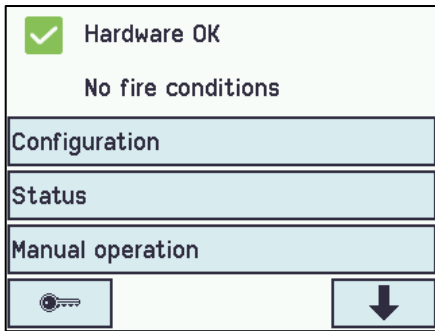 Hardware OK
No fire conditions
Configuration
Status
Manual operation